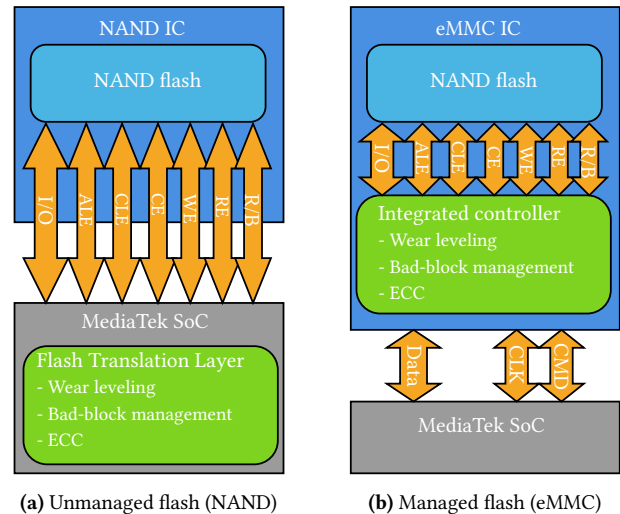 NAND IC
NAND flash
I/O
ALE
CLE
CE
WE
RE
R/B
MediaTek SoC
Flash Translation Layer
- Wear leveling
- Bad-block management
- ECC
(a) Unmanaged flash (NAND)
eMMC IC
NAND flash
I/O
ALE
CLE
CE
WE
RE
R/B
Integrated controller
- Wear leveling
- Bad-block management
- ECC
Data
CLK
CMD
MediaTek SoC
(b) Managed flash (eMMC)